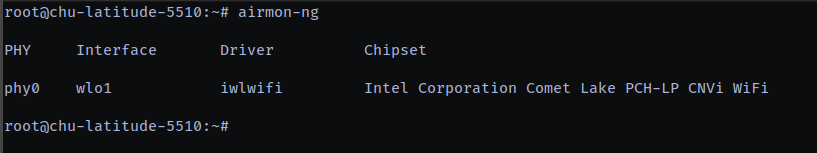 root@chu-latitude-5510:~# airmon-ng
PHY Interface Driver Chipset
phy0 wlo1 iwlwifi Intel Corporation Comet Lake PCH-LP CNVi WiFi
root@chu-latitude-5510:~#